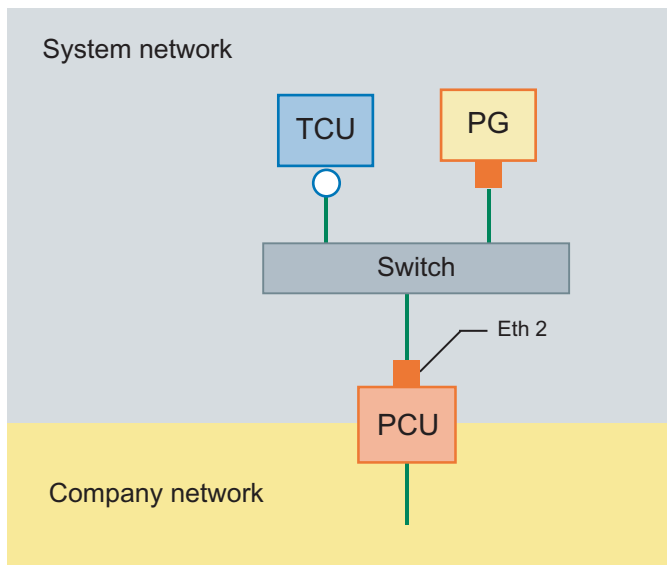 System network
TCU
PG
Switch
Eth 2
PCU
Company network